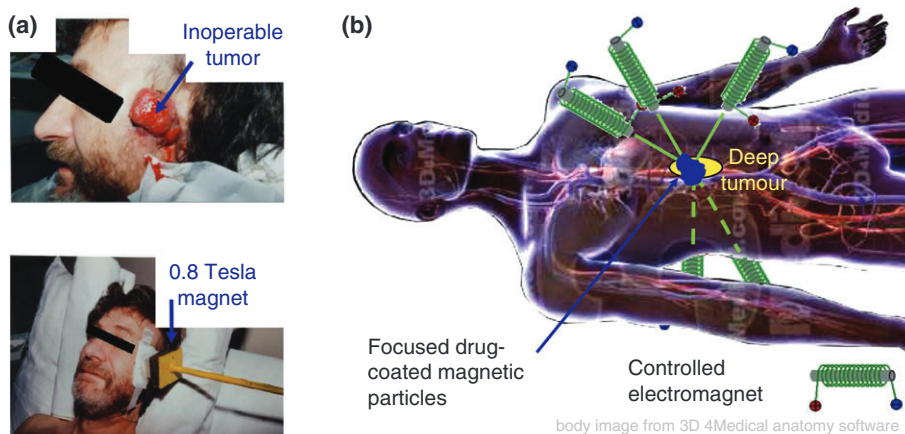 (a)
Inoperable
tumor
0.8 Tesla
magnet
(b)
Deep
tumour
Focused drug-
coated magnetic
particles
Controlled
electromagnet
body image from 3D 4Medical anatomy software